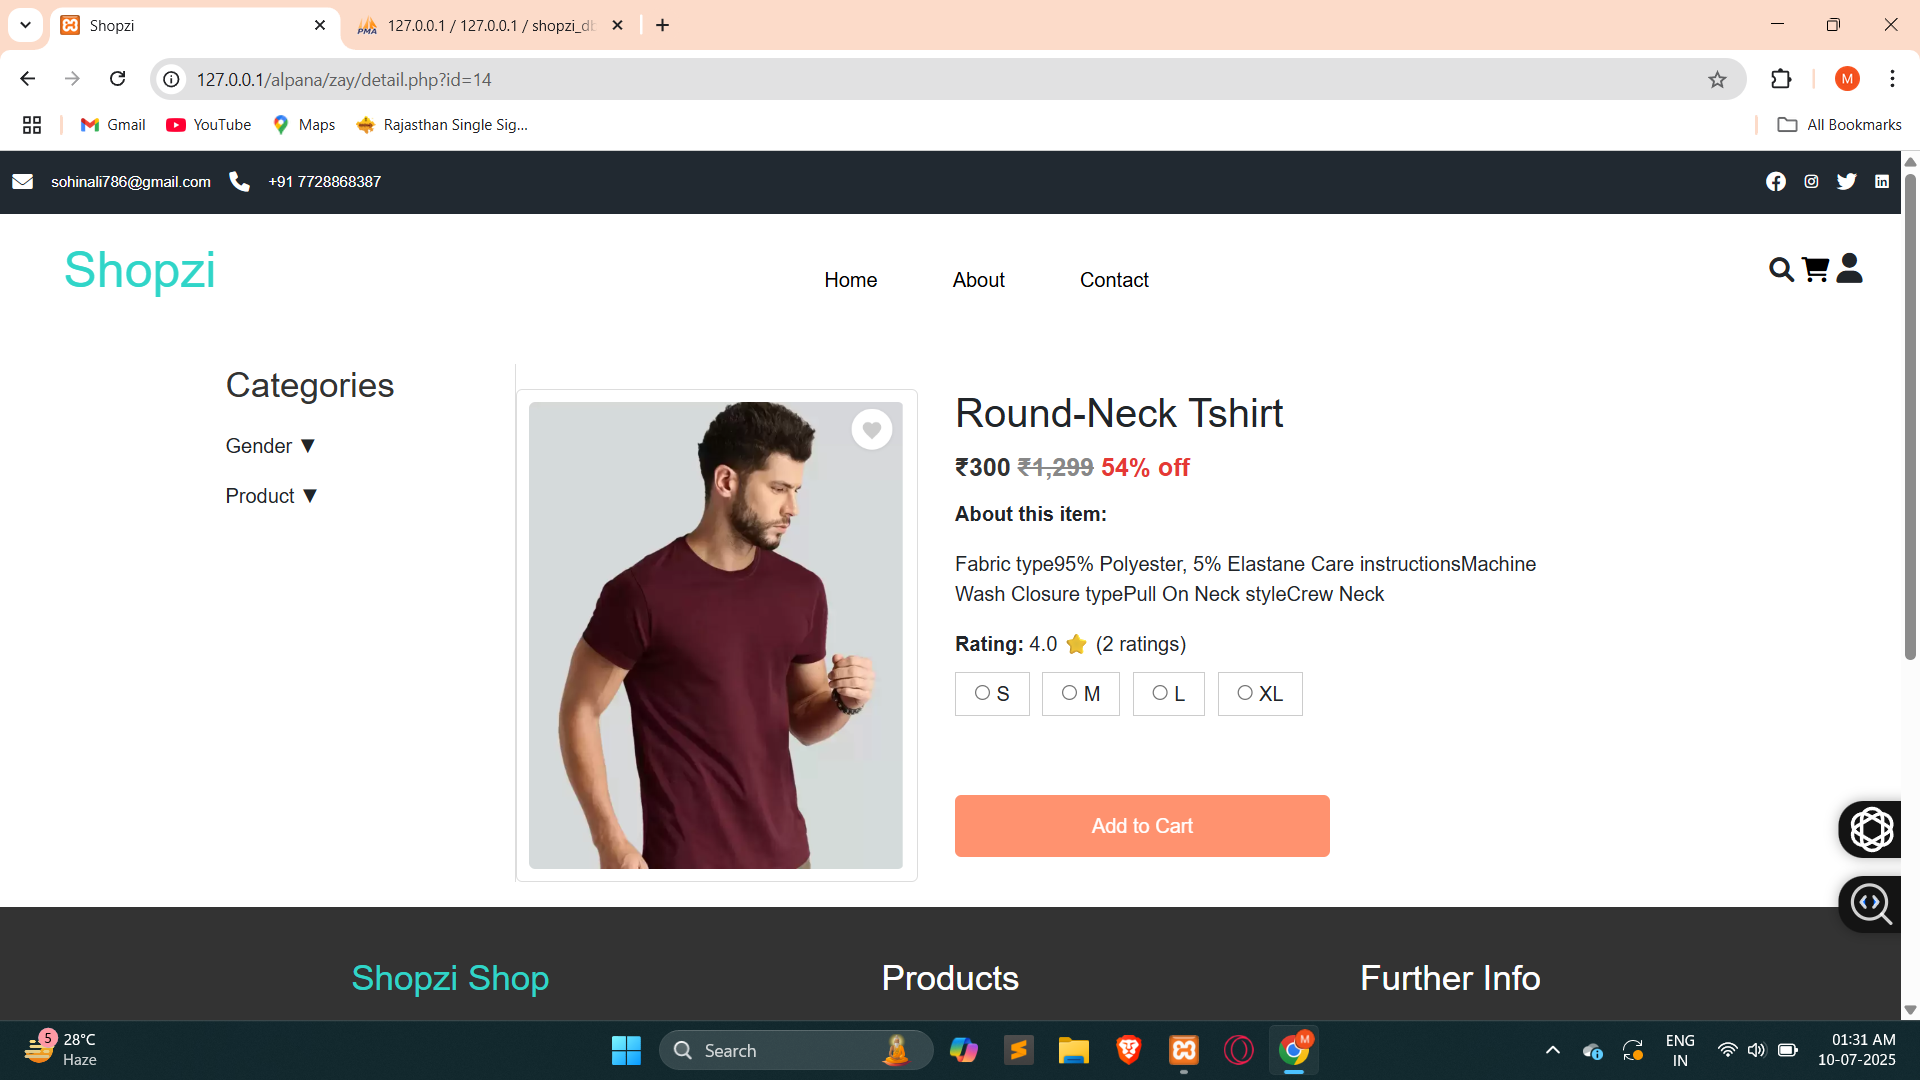 Shopzi
127.0.0.1 / 127.0.0.1 / shopzi_db
127.0.0.1/alpana/zay/detail.php?id=14
M
Gmail
YouTube
Maps
Rajasthan Single Sig...
All Bookmarks
sohinali786@gmail.com
+91 7728868387
Shopzi
Home
About
Contact
Categories
Gender ▼
Product ▼
Round-Neck Tshirt
₹300 ₹1,299 54% off
About this item:
Fabric type95% Polyester, 5% Elastane Care instructionsMachine
Wash Closure typePull On Neck styleCrew Neck
Rating: 4.0 ⭐ (2 ratings)
S
M
L
XL
Add to Cart
Shopzi Shop
Products
Further Info
5
28°C
Haze
Search
M
ENG
IN
01:31 AM
10-07-2025